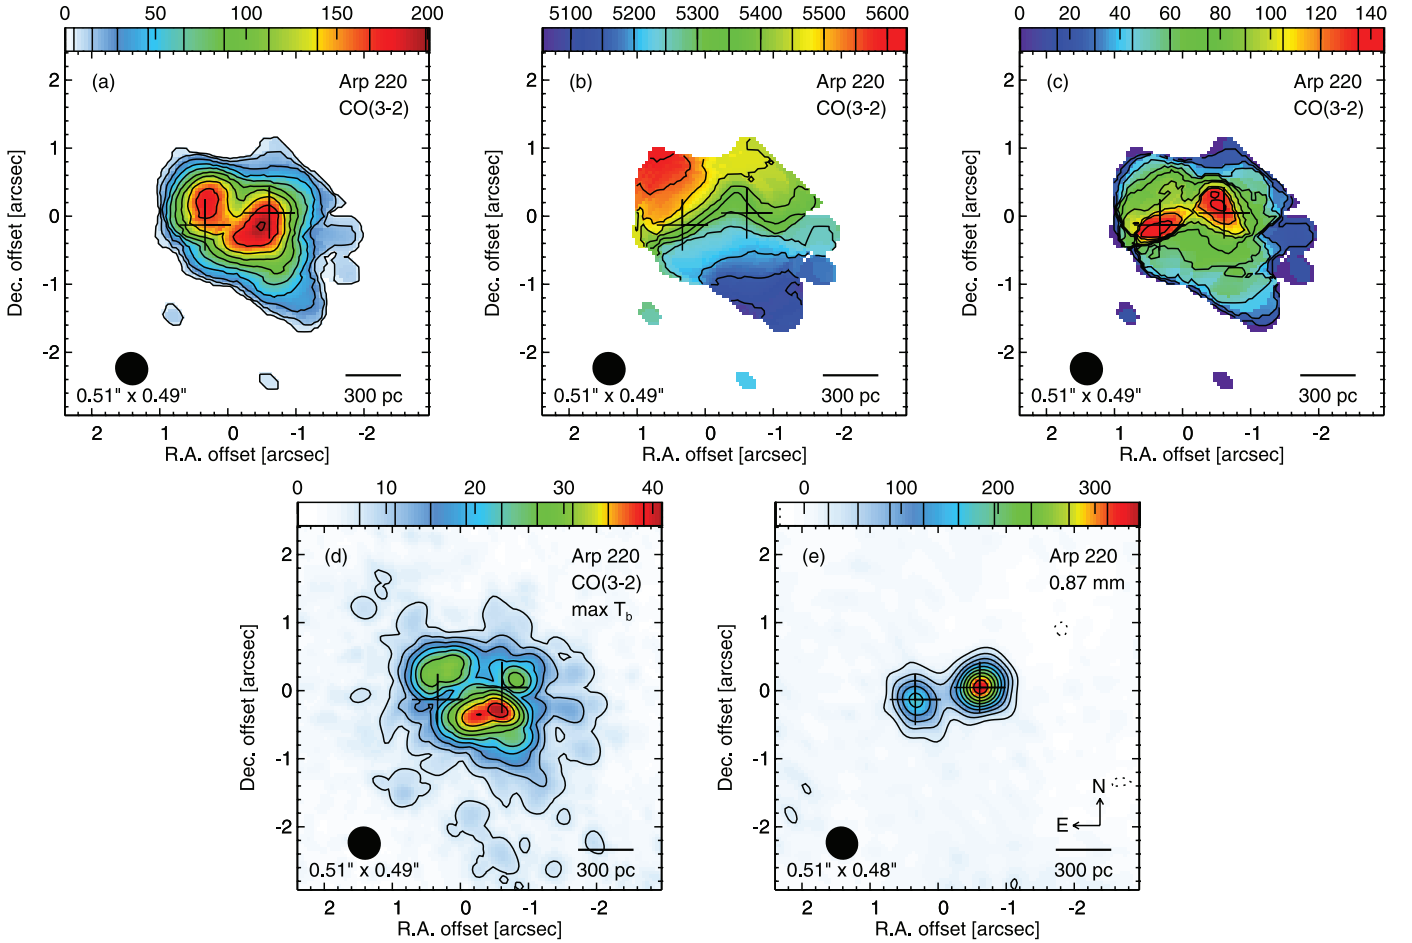 0 50 100 150 200
(a) Arp 220
CO(3-2)
2
1
0
-1
-2
Dec. offset [arcsec]
0.51" x 0.49" 300 pc
2 1 0 -1 -2
R.A. offset [arcsec]
5100 5200 5300 5400 5500 5600
(b) Arp 220
CO(3-2)
2
1
0
-1
-2
Dec. offset [arcsec]
0.51" x 0.49" 300 pc
2 1 0 -1 -2
R.A. offset [arcsec]
0 20 40 60 80 100 120 140
(c) Arp 220
CO(3-2)
2
1
0
-1
-2
Dec. offset [arcsec]
0.51" x 0.49" 300 pc
2 1 0 -1 -2
R.A. offset [arcsec]
0 10 20 30 40
(d) Arp 220
CO(3-2)
max T_b
2
1
0
-1
-2
Dec. offset [arcsec]
0.51" x 0.49" 300 pc
2 1 0 -1 -2
R.A. offset [arcsec]
0 100 200 300
(e) Arp 220
0.87 mm
2
1
0
-1
-2
Dec. offset [arcsec]
N
E
0.51" x 0.48" 300 pc
2 1 0 -1 -2
R.A. offset [arcsec]